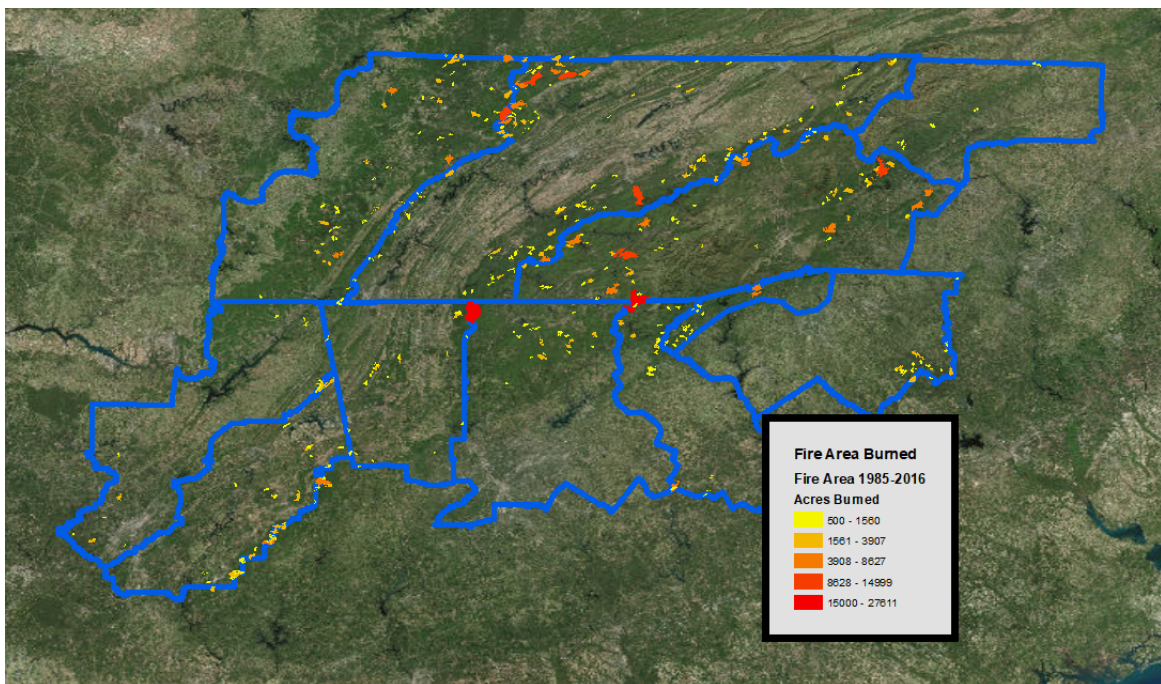 Fire Area Burned
Fire Area 1985-2016
Acres Burned
500 - 1560
1561 - 3907
3908 - 8627
8628 - 14999
15000 - 27611